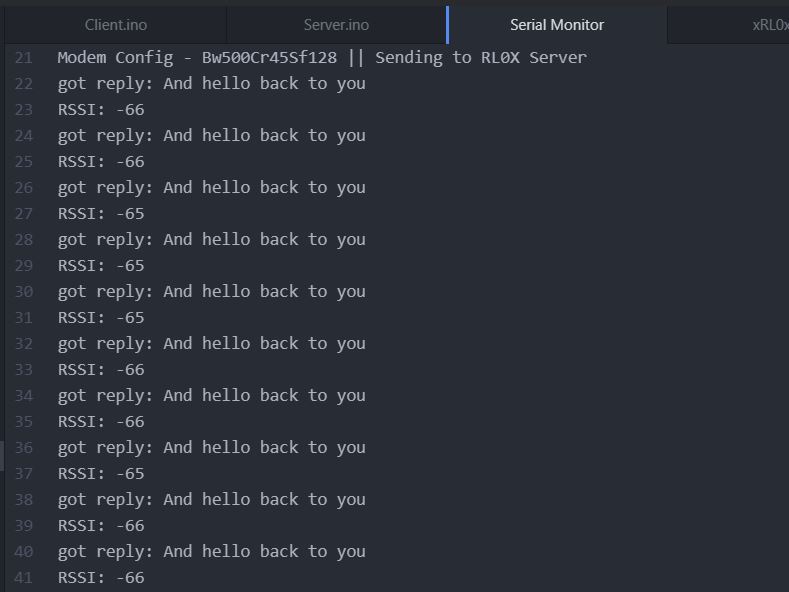 Client.ino Server.ino Serial Monitor xRL0x
21 Modem Config - Bw500Cr45Sf128 || Sending to RL0X Server
22 got reply: And hello back to you
23 RSSI: -66
24 got reply: And hello back to you
25 RSSI: -66
26 got reply: And hello back to you
27 RSSI: -65
28 got reply: And hello back to you
29 RSSI: -65
30 got reply: And hello back to you
31 RSSI: -65
32 got reply: And hello back to you
33 RSSI: -66
34 got reply: And hello back to you
35 RSSI: -66
36 got reply: And hello back to you
37 RSSI: -65
38 got reply: And hello back to you
39 RSSI: -66
40 got reply: And hello back to you
41 RSSI: -66